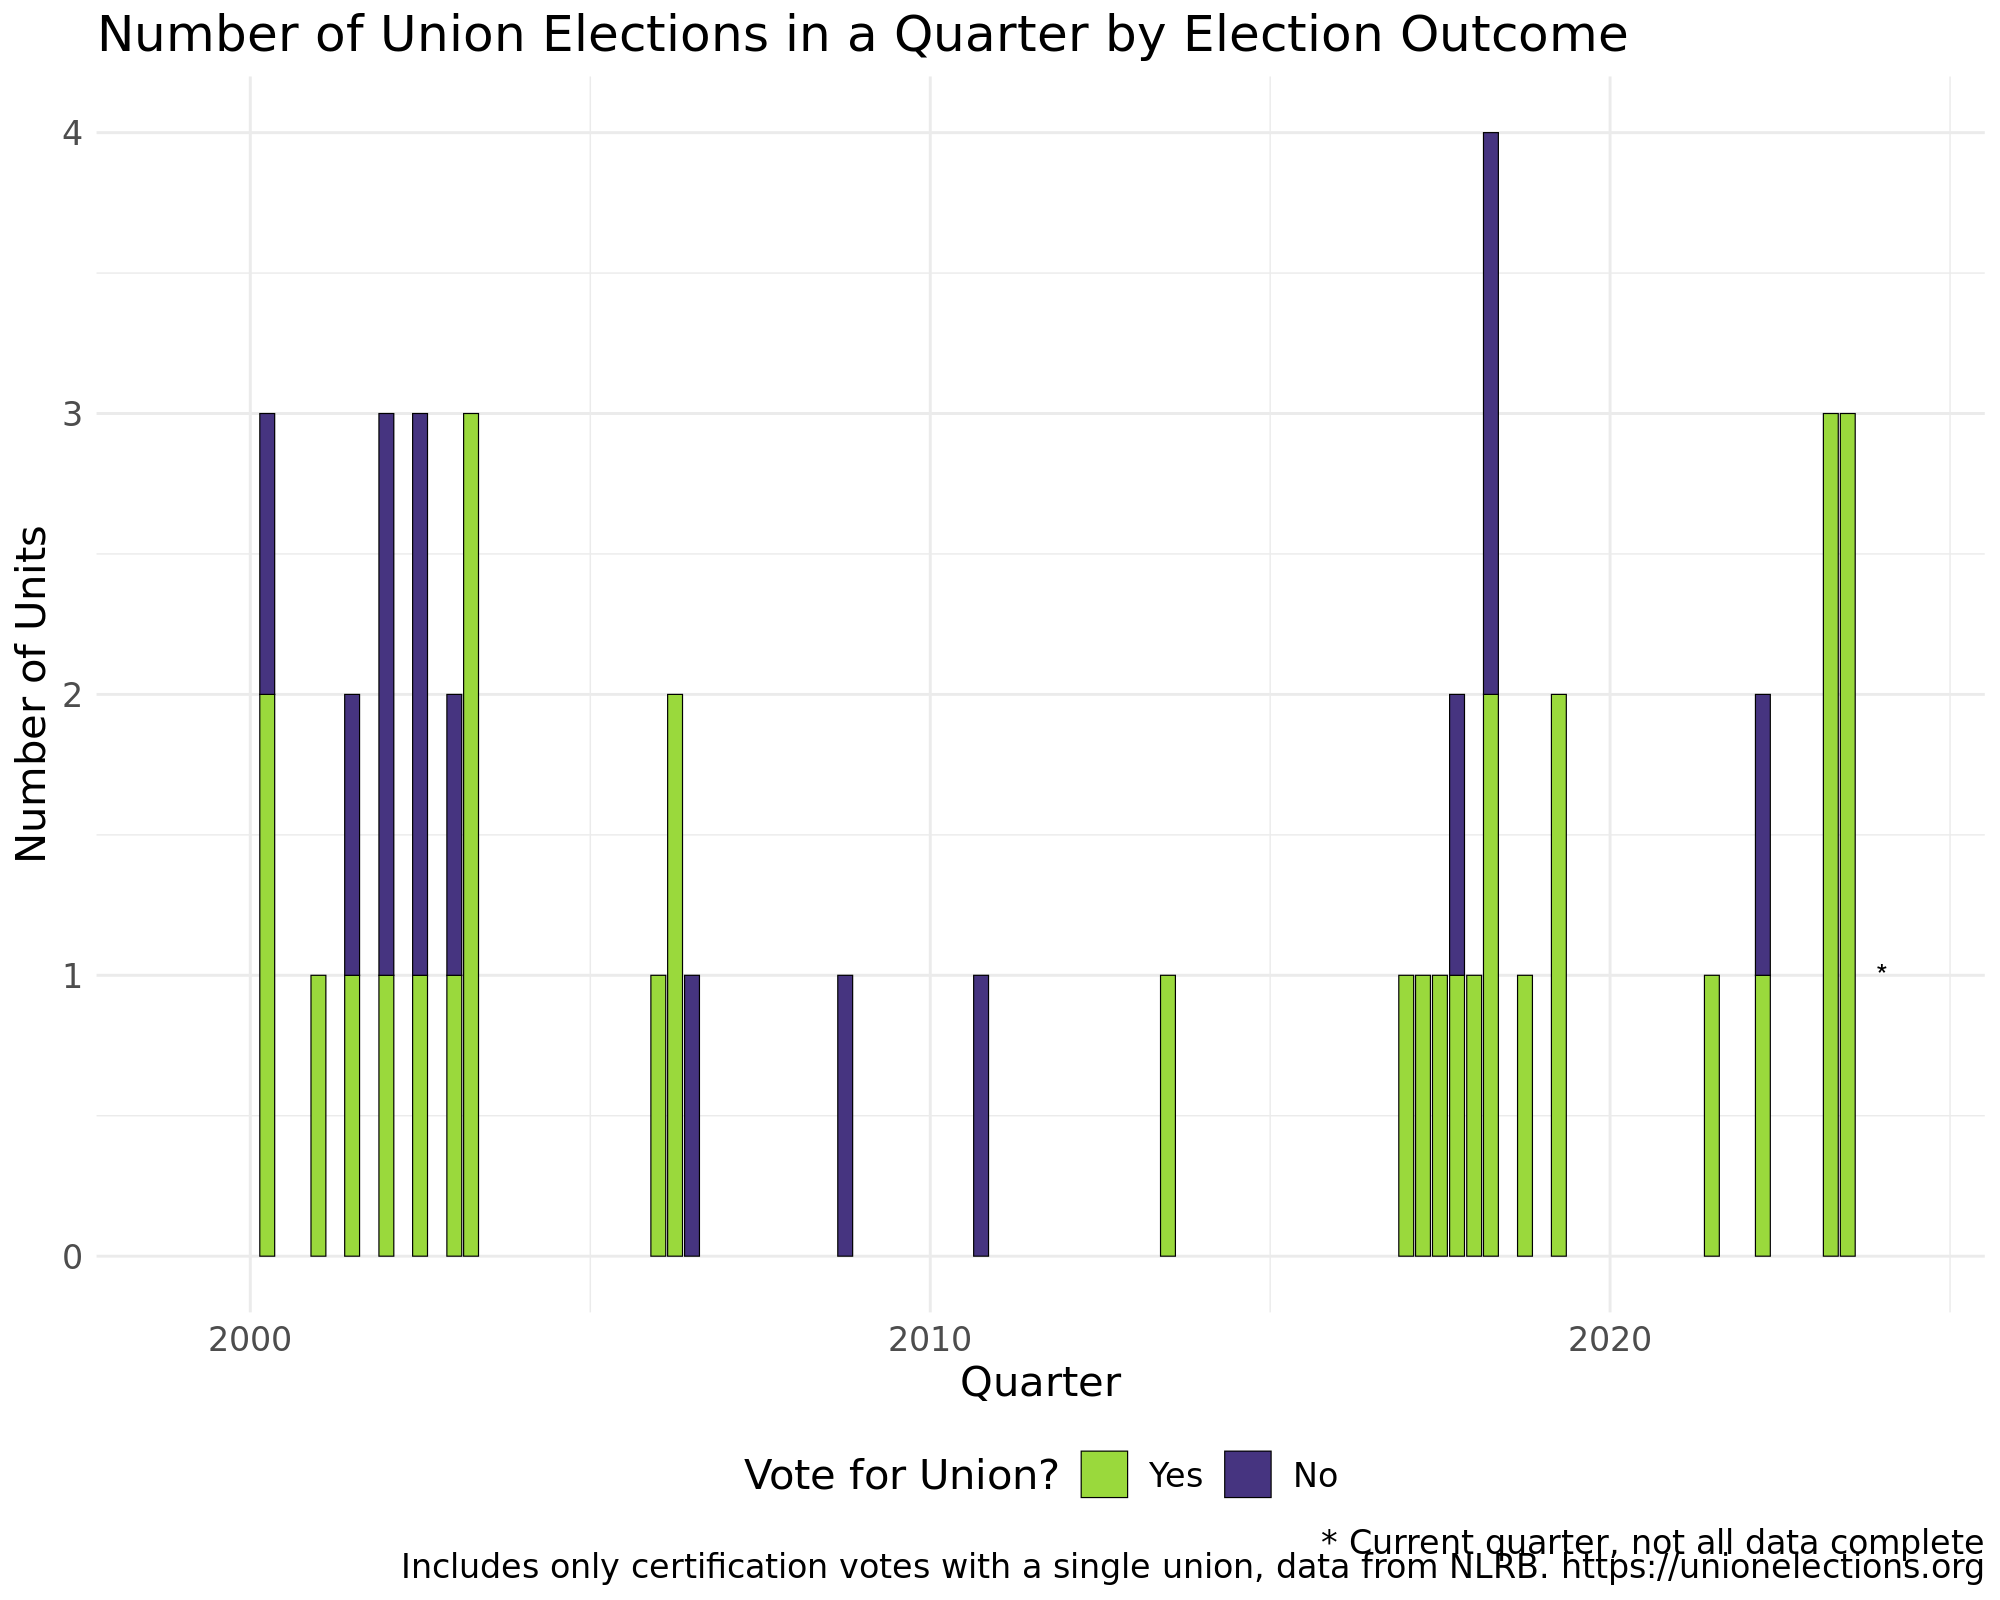 Number of Union Elections in a Quarter by Election Outcome
Number of Units
4
3
2
1
0
*
2000 2010 2020
Quarter
Vote for Union? Yes No
* Current quarter, not all data complete
Includes only certification votes with a single union, data from NLRB. https://unionelections.org